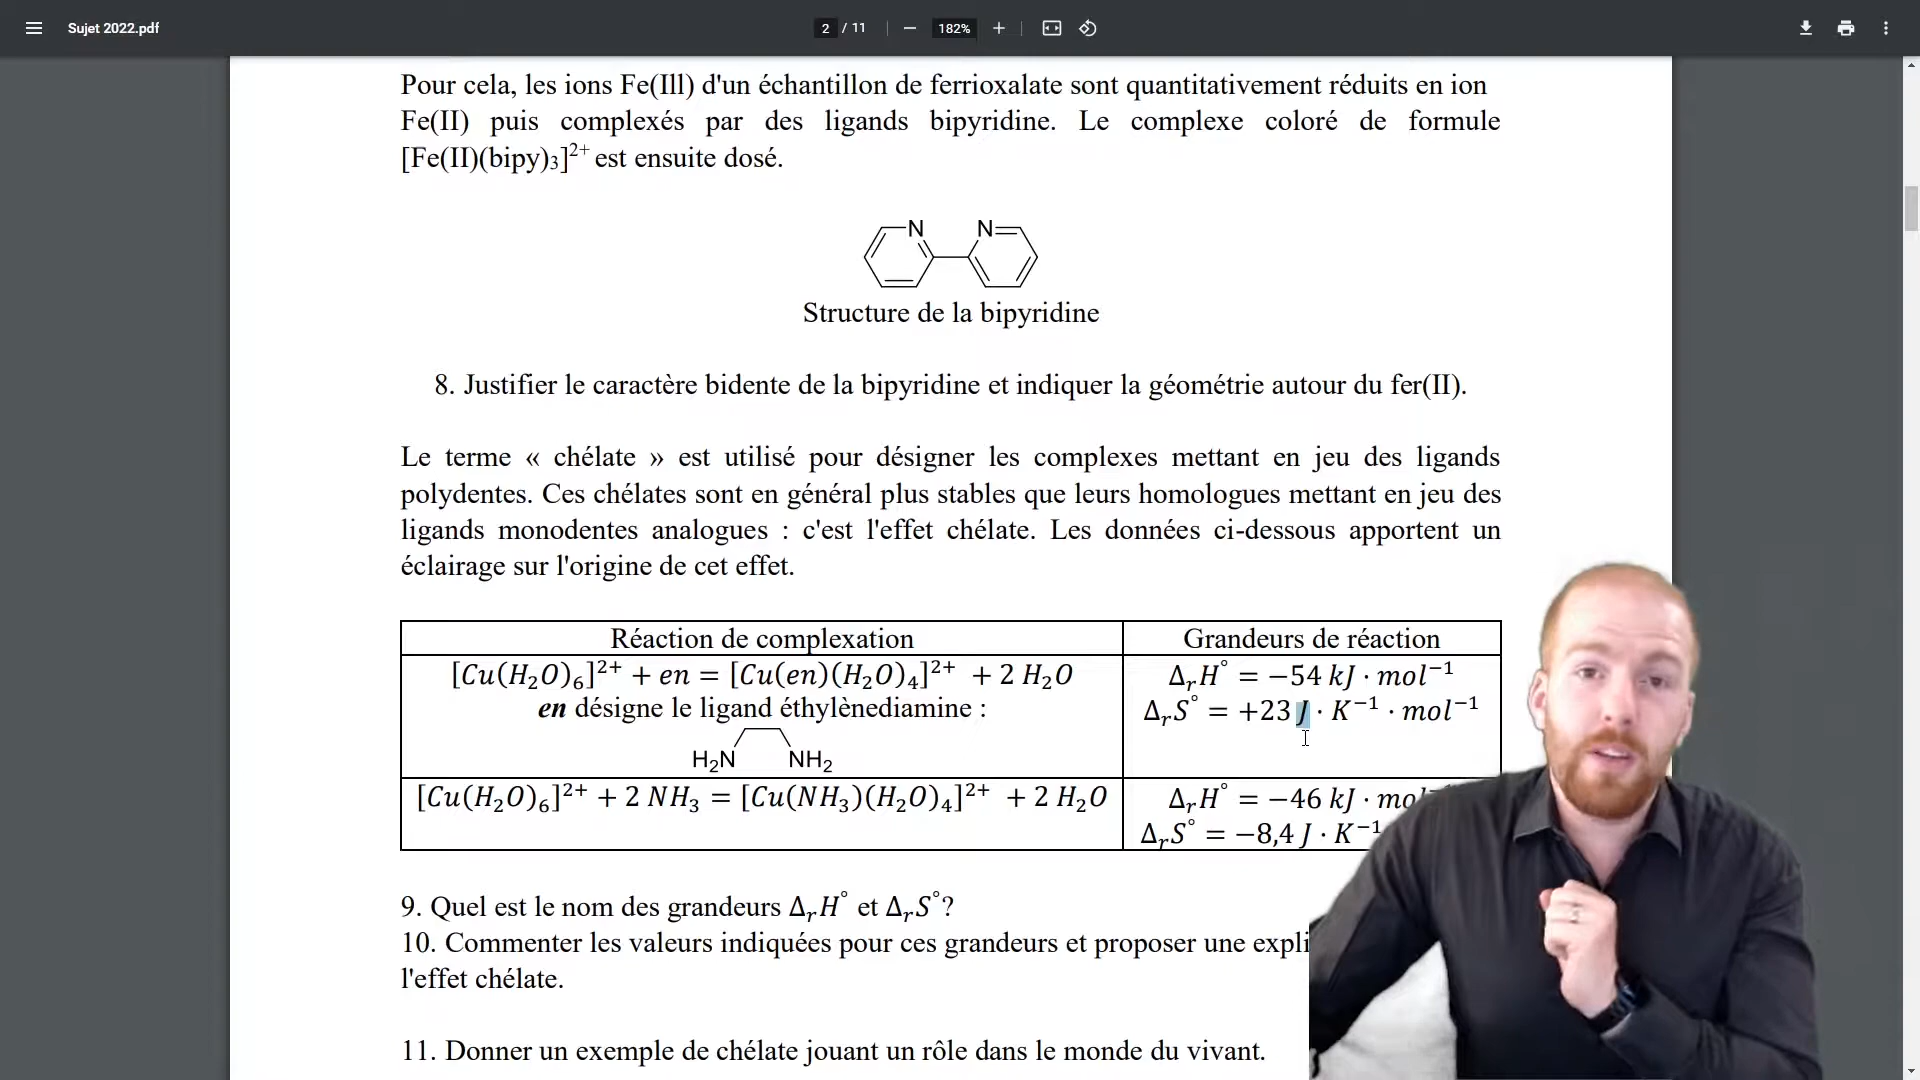 Sujet 2022.pdf
2 / 11
182%
Pour cela, les ions Fe(Ill) d'un échantillon de ferrioxalate sont quantitativement réduits en ion
Fe(II) puis complexés par des ligands bipyridine. Le complexe coloré de formule
[Fe(II)(bipy)₃]²⁺ est ensuite dosé.
N N
Structure de la bipyridine
8. Justifier le caractère bidente de la bipyridine et indiquer la géométrie autour du fer(II).
Le terme « chélate » est utilisé pour désigner les complexes mettant en jeu des ligands
polydentes. Ces chélates sont en général plus stables que leurs homologues mettant en jeu des
ligands monodentes analogues : c'est l'effet chélate. Les données ci-dessous apportent un
éclairage sur l'origine de cet effet.
Réaction de complexation
Grandeurs de réaction
[Cu(H₂O)₆]²⁺ + en = [Cu(en)(H₂O)₄]²⁺ + 2 H₂O
en désigne le ligand éthylènediamine :
H₂N NH₂
ΔᵣH° = −54 kJ · mol⁻¹
ΔᵣS° = +23 J · K⁻¹ · mol⁻¹
[Cu(H₂O)₆]²⁺ + 2 NH₃ = [Cu(NH₃)(H₂O)₄]²⁺ + 2 H₂O
ΔᵣH° = −46 kJ · mo
ΔᵣS° = −8,4 J · K⁻¹
9. Quel est le nom des grandeurs ΔᵣH° et ΔᵣS°?
10. Commenter les valeurs indiquées pour ces grandeurs et proposer une expli
l'effet chélate.
11. Donner un exemple de chélate jouant un rôle dans le monde du vivant.